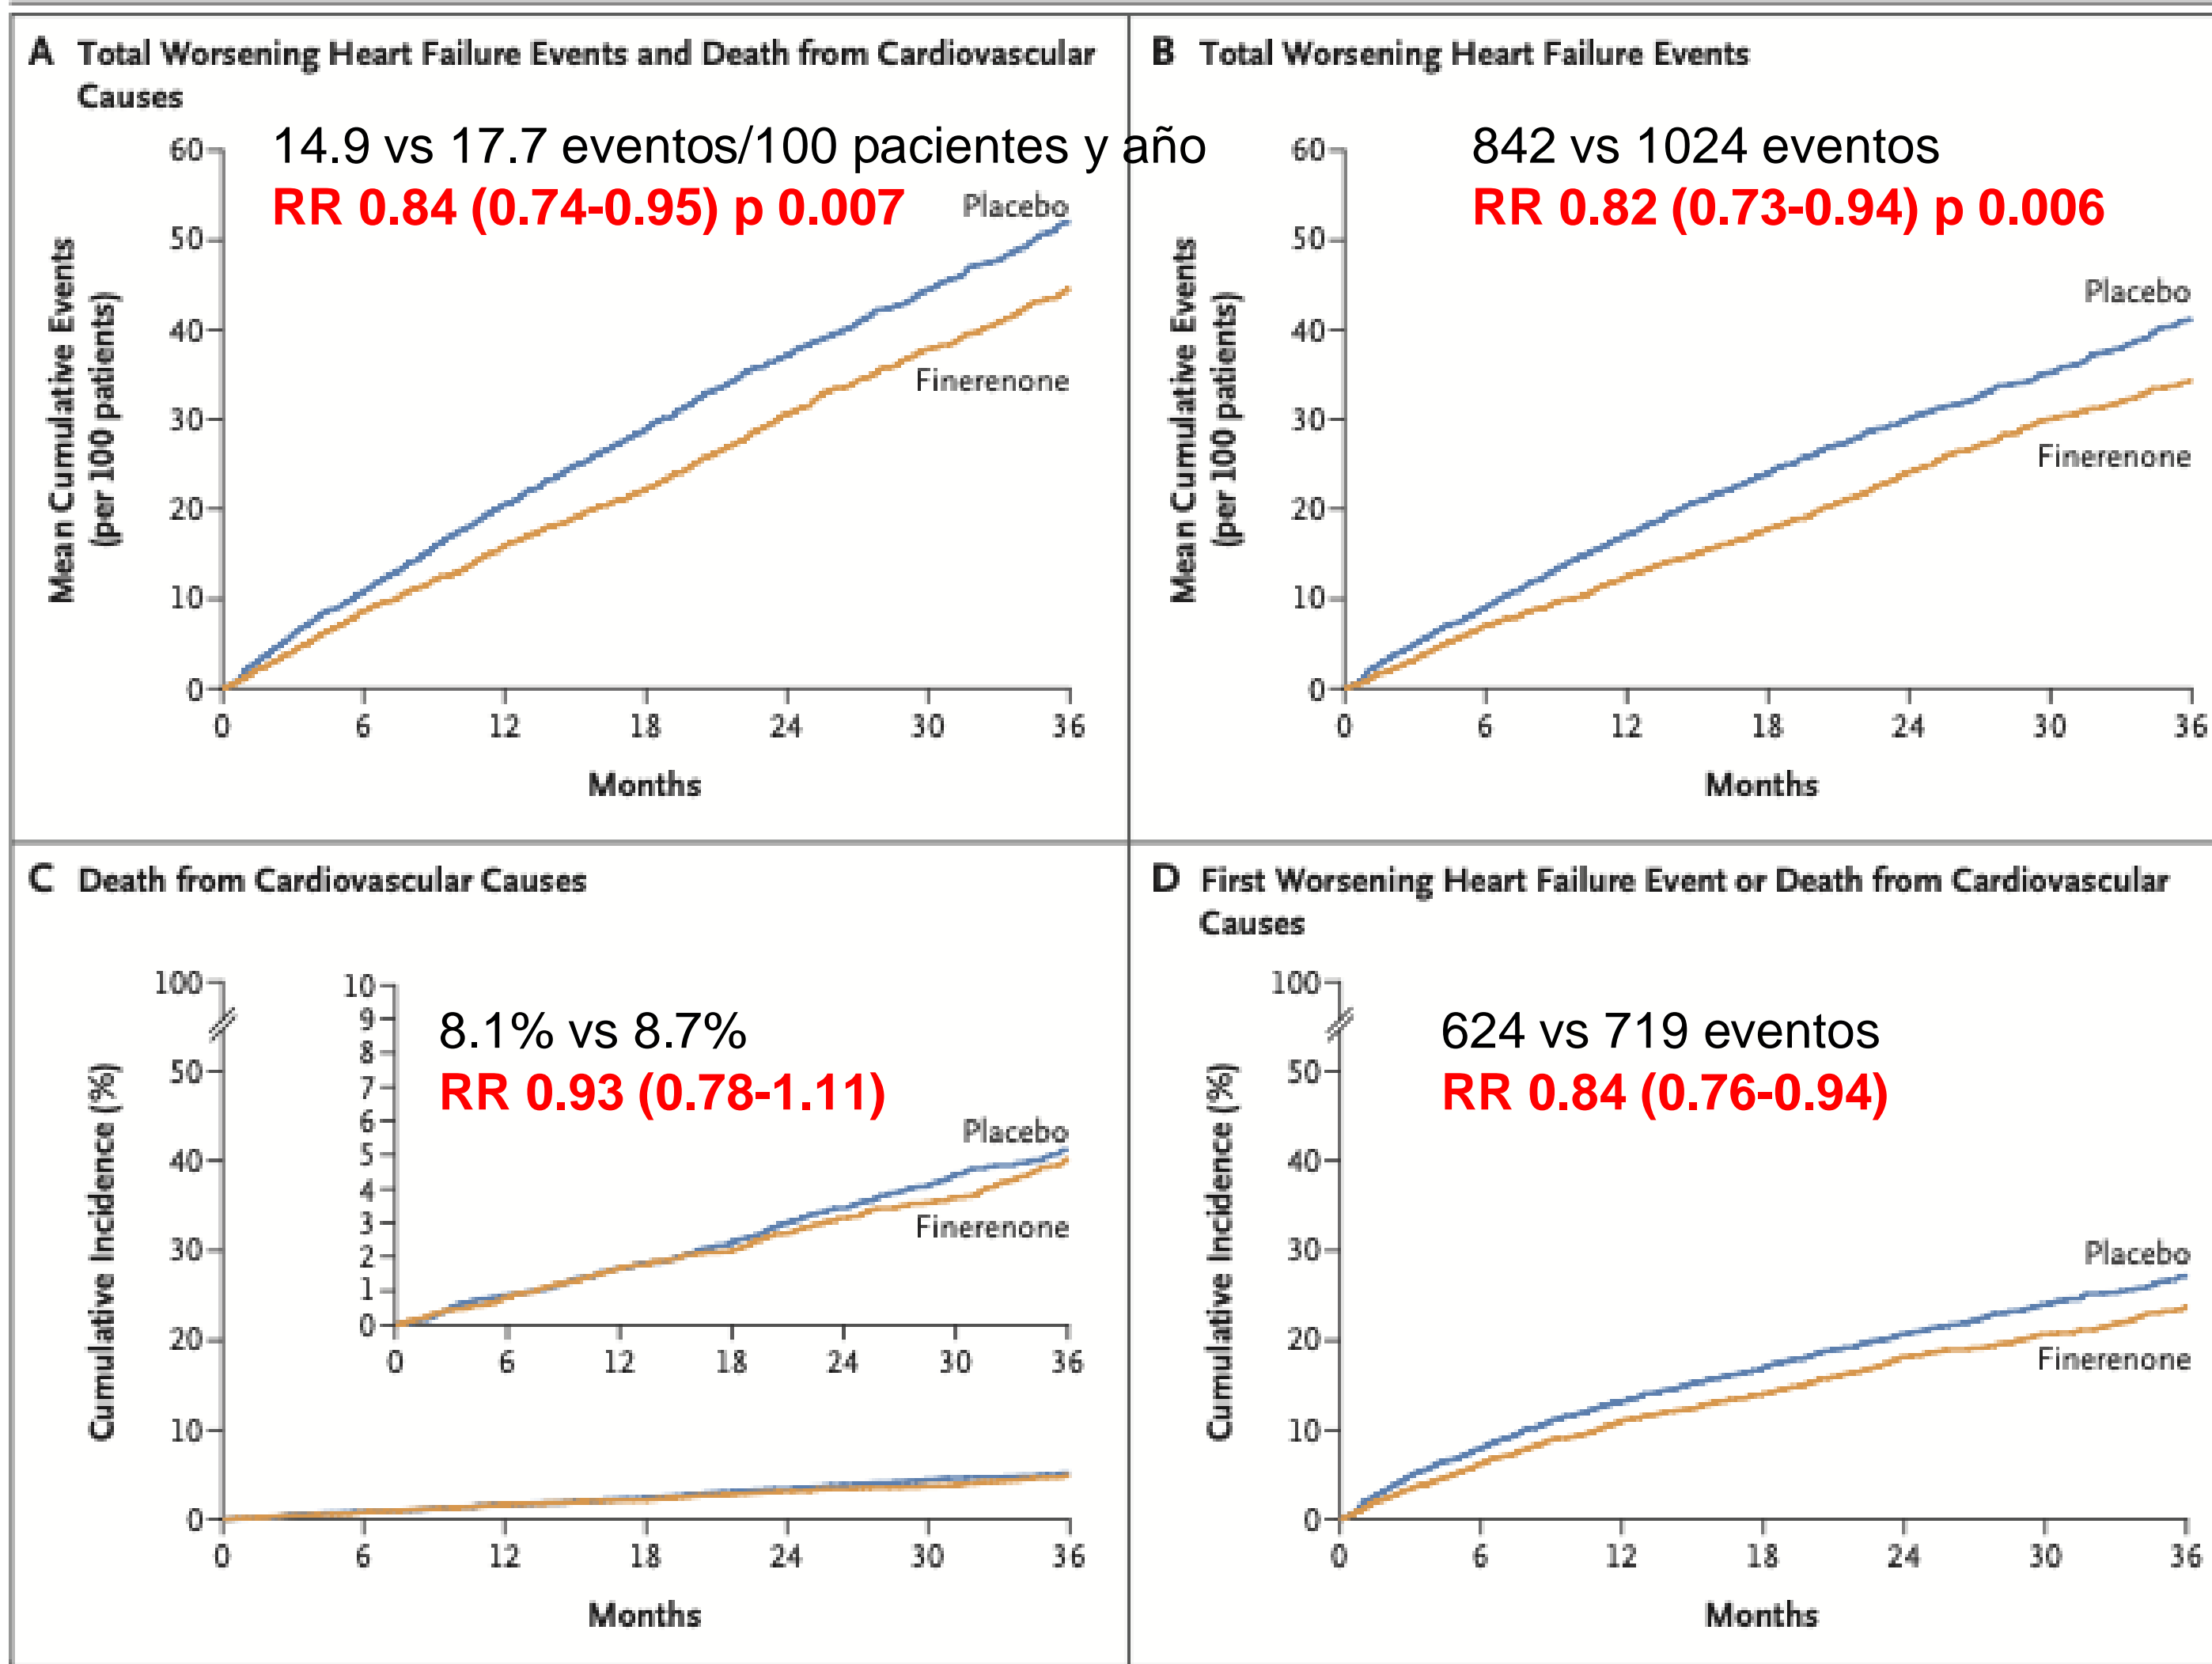 A Total Worsening Heart Failure Events and Death from Cardiovascular
Causes
14.9 vs 17.7 eventos/100 pacientes y año
RR 0.84 (0.74-0.95) p 0.007
Mean Cumulative Events
(per 100 patients)
60
50
40
30
20
10
0
Placebo
Finerenone
0 6 12 18 24 30 36
Months
B Total Worsening Heart Failure Events
842 vs 1024 eventos
RR 0.82 (0.73-0.94) p 0.006
Mean Cumulative Events
(per 100 patients)
60
50
40
30
20
10
0
Placebo
Finerenone
0 6 12 18 24 30 36
Months
C Death from Cardiovascular Causes
Cumulative Incidence (%)
100
50
40
30
20
10
0
10
9
8
7
6
5
4
3
2
1
0
8.1% vs 8.7%
RR 0.93 (0.78-1.11)
Placebo
Finerenone
0 6 12 18 24 30 36
0 6 12 18 24 30 36
Months
D First Worsening Heart Failure Event or Death from Cardiovascular
Causes
624 vs 719 eventos
RR 0.84 (0.76-0.94)
Cumulative Incidence (%)
100
50
40
30
20
10
0
Placebo
Finerenone
0 6 12 18 24 30 36
Months